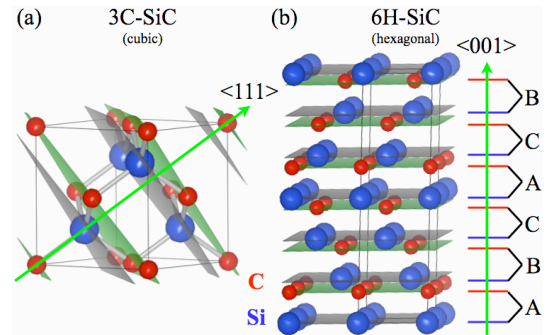 (a) 3C-SiC
(cubic)
<111>
C
Si
(b) 6H-SiC
(hexagonal)
<001>
B
C
A
C
B
A